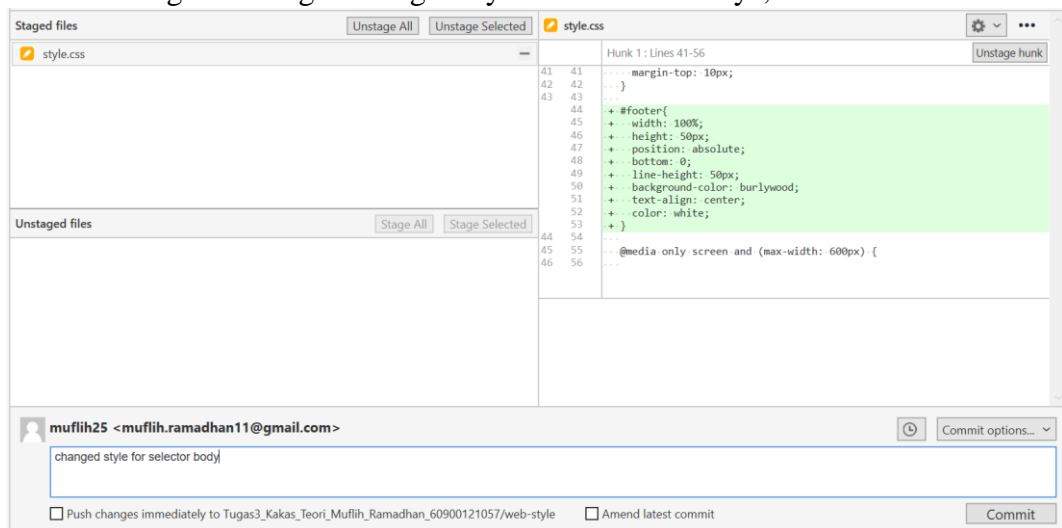 Staged files
Unstage All
Unstage Selected
style.css
Unstaged files
Stage All
Stage Selected
style.css
Hunk 1 : Lines 41-56
Unstage hunk
41 41 margin-top: 10px;
42 42 }
43 43
44 + #footer{
45 + width: 100%;
46 + height: 50px;
47 + position: absolute;
48 + bottom: 0;
49 + line-height: 50px;
50 + background-color: burlywood;
51 + text-align: center;
52 + color: white;
53 + }
44 54
45 55 @media only screen and (max-width: 600px) {
46 56
muflih25 <muflih.ramadhan11@gmail.com>
Commit options...
changed style for selector body
Push changes immediately to Tugas3_Kakas_Teori_Muflih_Ramadhan_60900121057/web-style
Amend latest commit
Commit